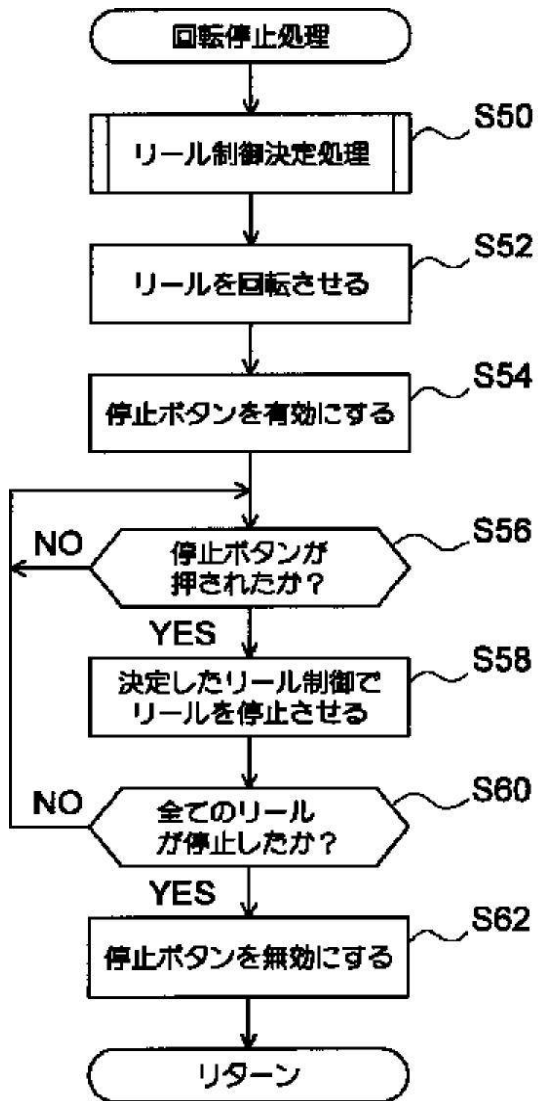 回転停止処理
S50
リール制御決定処理
S52
リールを回転させる
S54
停止ボタンを有効にする
S56
NO
停止ボタンが
押されたか？
YES
S58
決定したリール制御で
リールを停止させる
S60
NO
全てのリール
が停止したか？
YES
S62
停止ボタンを無効にする
リターン